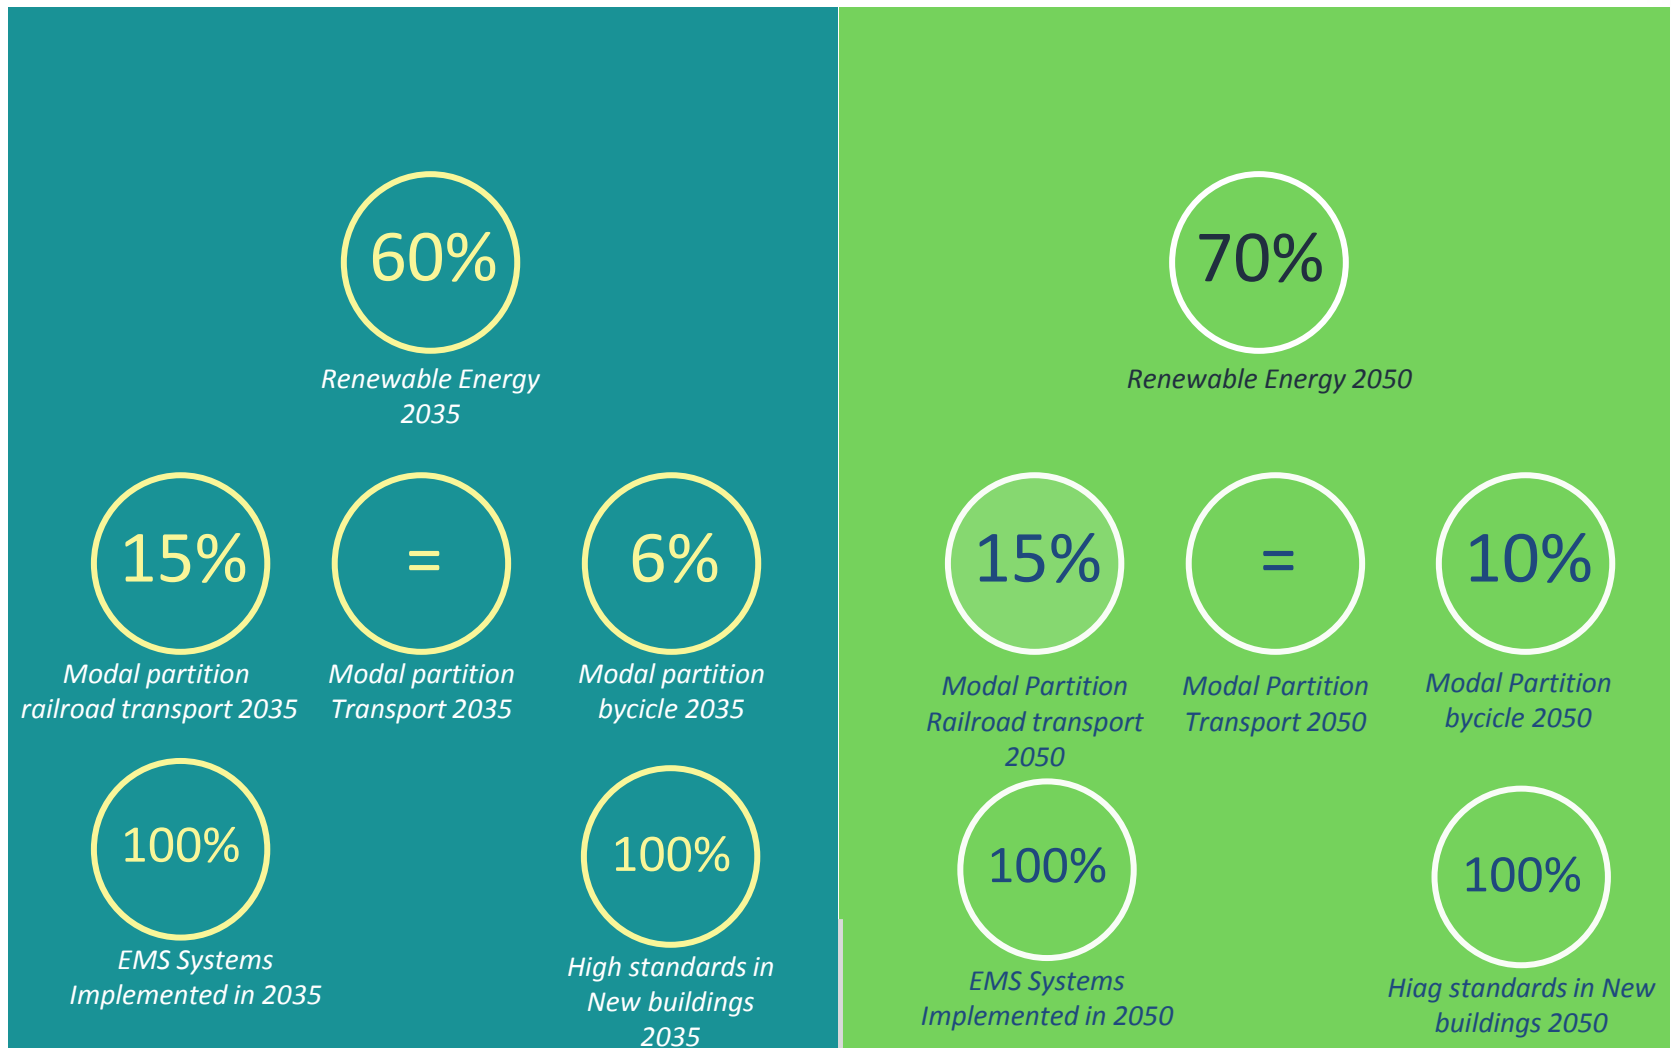 60%
Renewable Energy
2035
15%
=
6%
Modal partition
railroad transport 2035
Modal partition
Transport 2035
Modal partition
bycicle 2035
100%
100%
EMS Systems
Implemented in 2035
High standards in
New buildings
2035
70%
Renewable Energy 2050
15%
=
10%
Modal Partition
Railroad transport
2050
Modal Partition
Transport 2050
Modal Partition
bycicle 2050
100%
100%
EMS Systems
Implemented in 2050
Hiag standards in New
buildings 2050